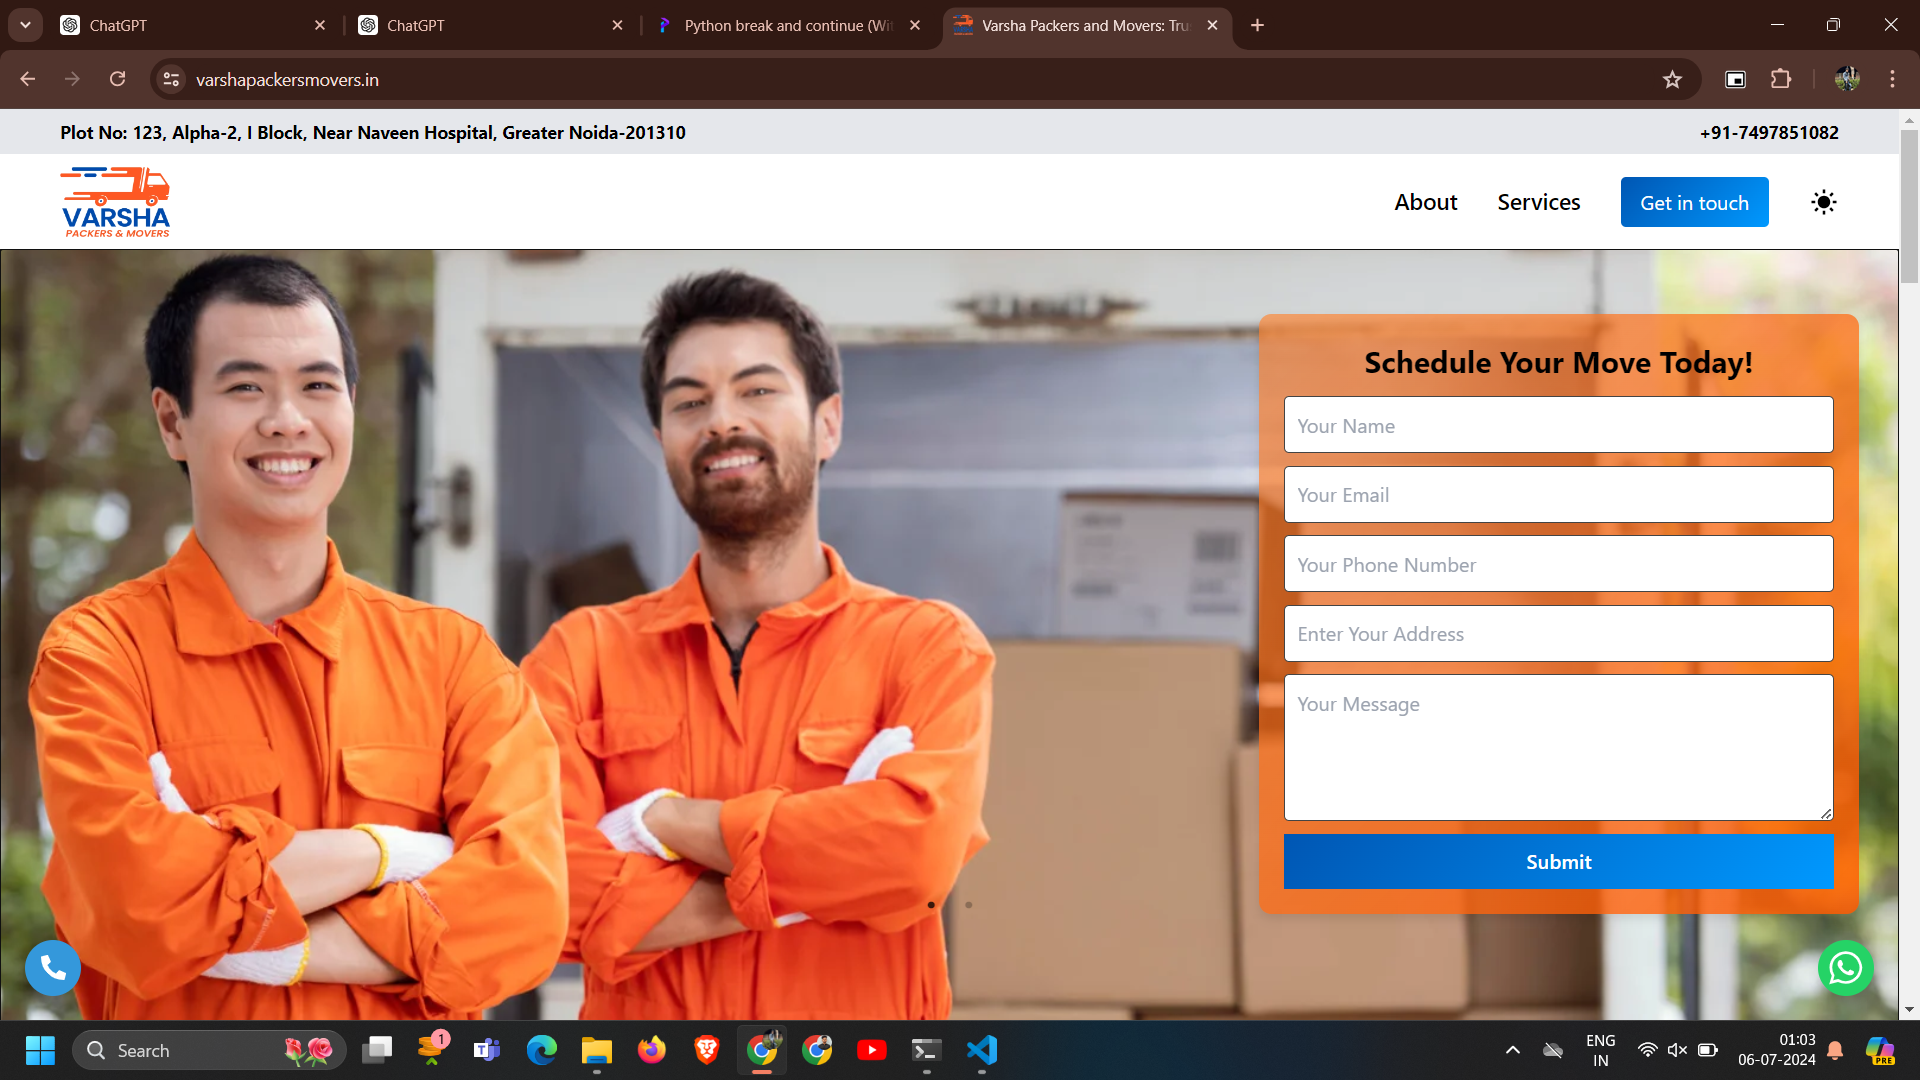 ChatGPT
ChatGPT
Python break and continue (Wit
Varsha Packers and Movers: Tru
varshapackersmovers.in
Plot No: 123, Alpha-2, I Block, Near Naveen Hospital, Greater Noida-201310
+91-7497851082
VARSHA
PACKERS & MOVERS
About
Services
Get in touch
Schedule Your Move Today!
Your Name
Your Email
Your Phone Number
Enter Your Address
Your Message
Submit
Search
1
ENG
IN
01:03
06-07-2024
PRE